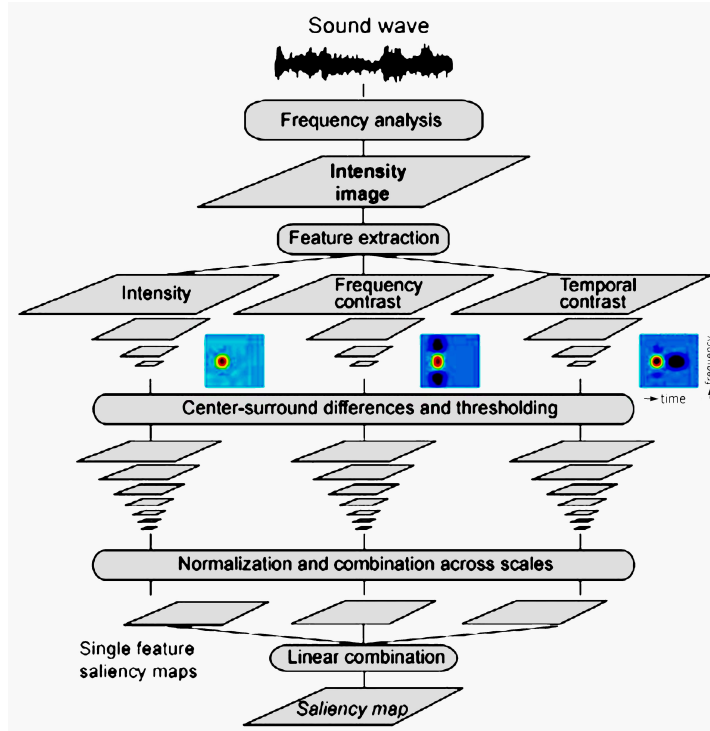 Sound wave
Frequency analysis
Intensity
image
Feature extraction
Intensity
Frequency
contrast
Temporal
contrast
frequency
time
Center-surround differences and thresholding
Normalization and combination across scales
Single feature
saliency maps
Linear combination
Saliency map